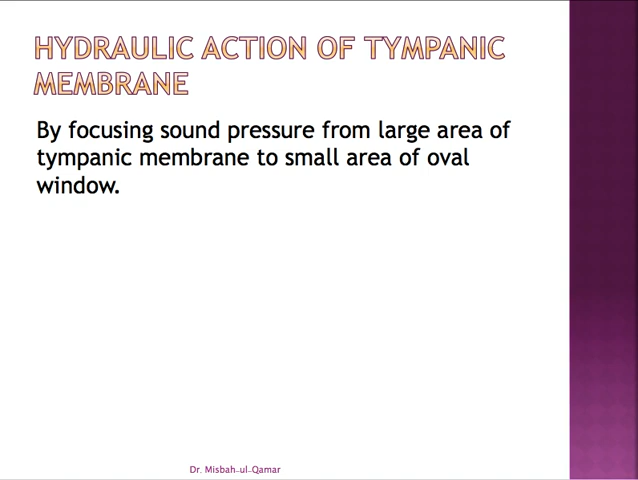 HYDRAULIC ACTION OF TYMPANIC
MEMBRANE
By focusing sound pressure from large area of
tympanic membrane to small area of oval
window.
Dr. Misbah-ul-Qamar